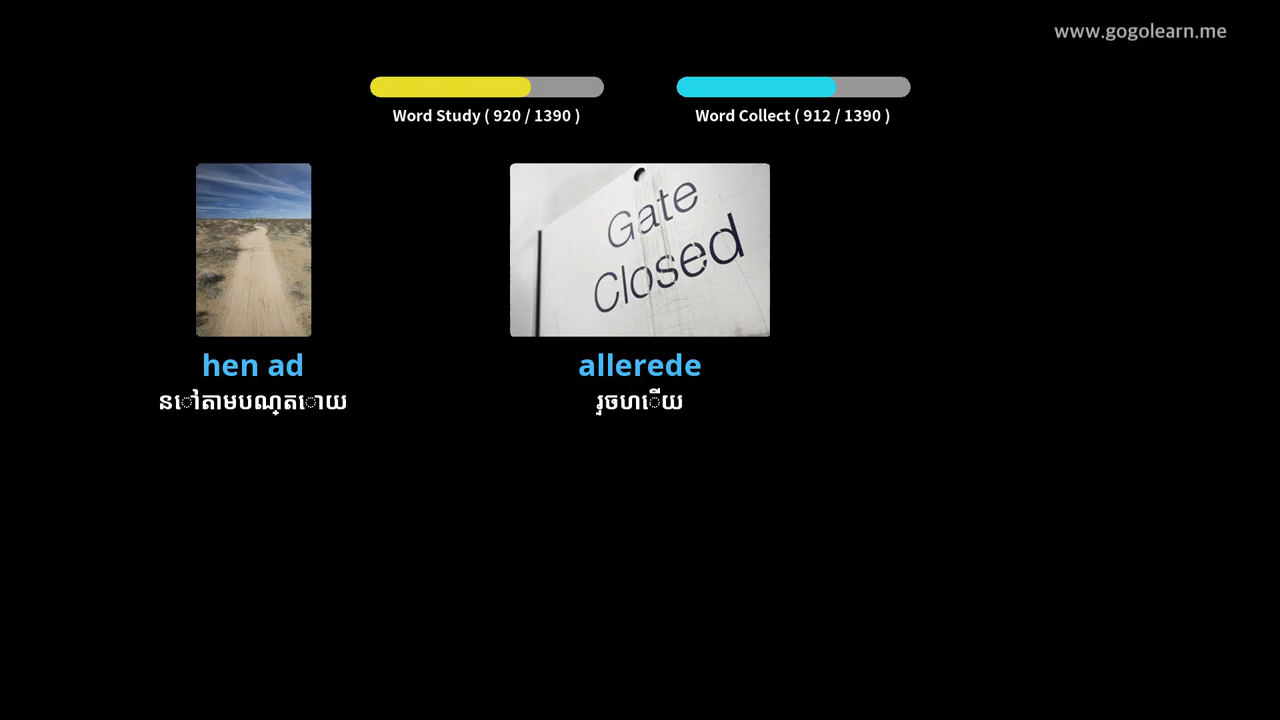 www.gogolearn.me
Word Study ( 920 / 1390 )
Word Collect ( 912 / 1390 )
Gate
Closed
hen ad
allerede
នៅតាមបណ្តោយ
រួចហើយ